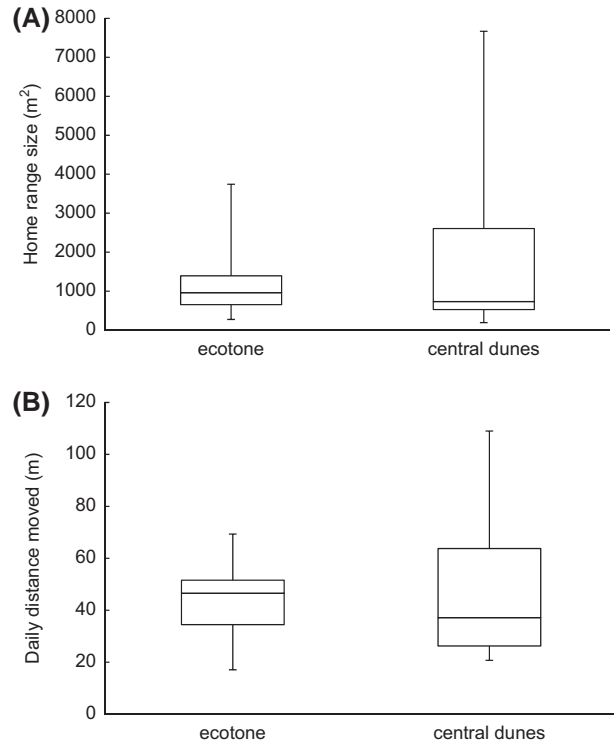 (A)
Home range size (m²)
8000
7000
6000
5000
4000
3000
2000
1000
0
ecotone central dunes
(B)
Daily distance moved (m)
120
100
80
60
40
20
0
ecotone central dunes